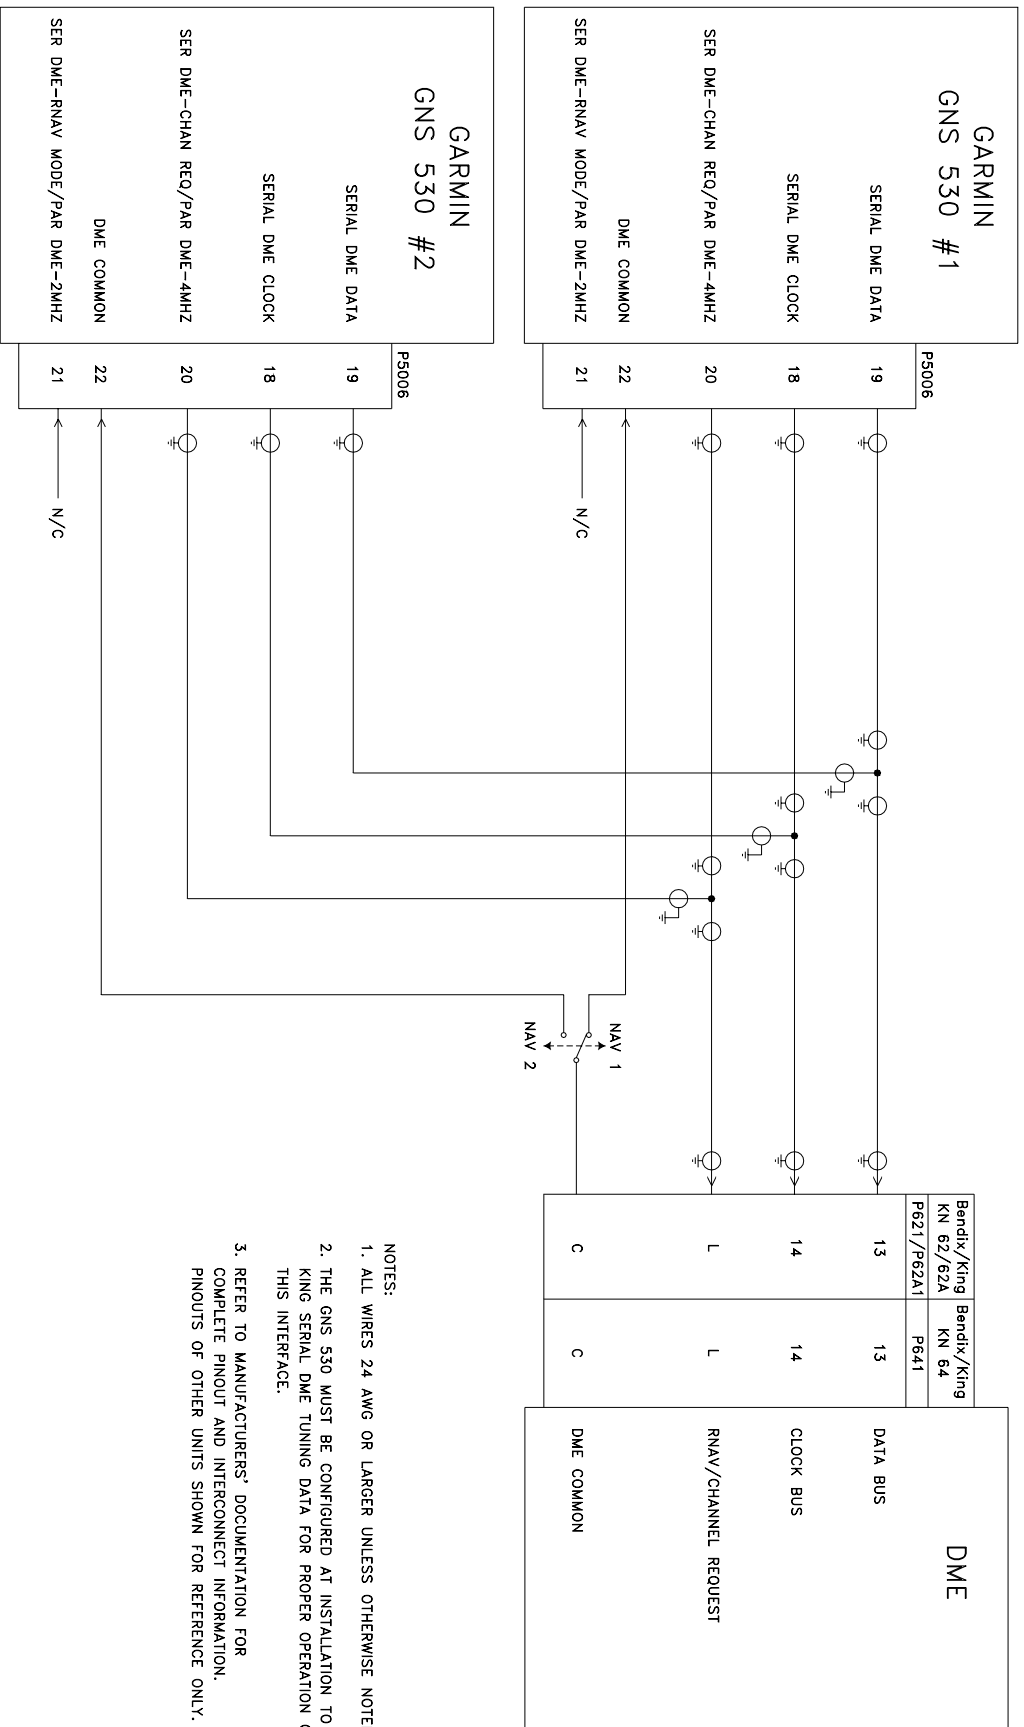 GARMIN
GNS 530 #1
SERIAL DME DATA
SERIAL DME CLOCK
SER DME-CHAN REQ/PAR DME-4MHZ
DME COMMON
SER DME-RNAV MODE/PAR DME-2MHZ
P5006
19
18
20
22
21
N/C
GARMIN
GNS 530 #2
SERIAL DME DATA
SERIAL DME CLOCK
SER DME-CHAN REQ/PAR DME-4MHZ
DME COMMON
SER DME-RNAV MODE/PAR DME-2MHZ
P5006
19
18
20
22
21
N/C
NAV 1
NAV 2
Bendix/King
KN 62/62A
P621/P62A1
13
14
L
C
Bendix/King
KN 64
P641
13
14
L
C
DME
DATA BUS
CLOCK BUS
RNAV/CHANNEL REQUEST
DME COMMON
NOTES:
1. ALL WIRES 24 AWG OR LARGER UNLESS OTHERWISE NOTE
2. THE GNS 530 MUST BE CONFIGURED AT INSTALLATION TO
KING SERIAL DME TUNING DATA FOR PROPER OPERATION
THIS INTERFACE.
3. REFER TO MANUFACTURERS' DOCUMENTATION FOR
COMPLETE PINOUT AND INTERCONNECT INFORMATION.
PINOUTS OF OTHER UNITS SHOWN FOR REFERENCE ONLY.